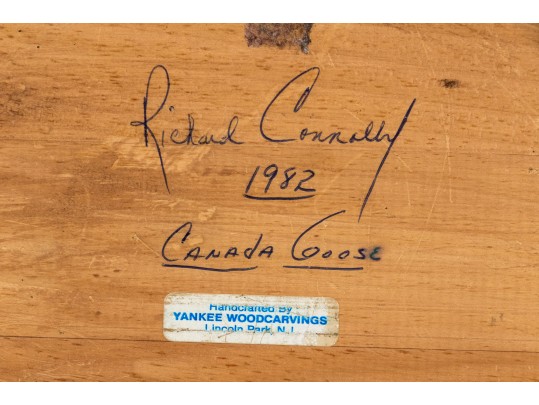 Richard Connolly
1982
CANADA GOOSE
Handcrafted By
YANKEE WOODCARVINGS
Lincoln Park, N.J.